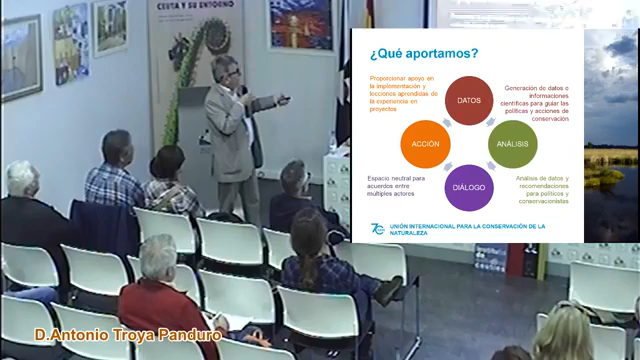 CEUTA Y SU ENTORNO
¿Qué aportamos?
Proporcionar apoyo en
la implementación y
lecciones aprendidas de
la experiencia en
proyectos
DATOS
Generación de datos e
informaciones
científicas para guiar las
políticas y acciones de
conservación
ACCIÓN
ANÁLISIS
Espacio neutral para
acuerdos entre
múltiples actores
DIÁLOGO
Analisis de datos y
recomendaciones
para políticos y
conservacionistas
UNIÓN INTERNACIONAL PARA LA CONSERVACIÓN DE LA
NATURALEZA
D.Antonio Troya Panduro